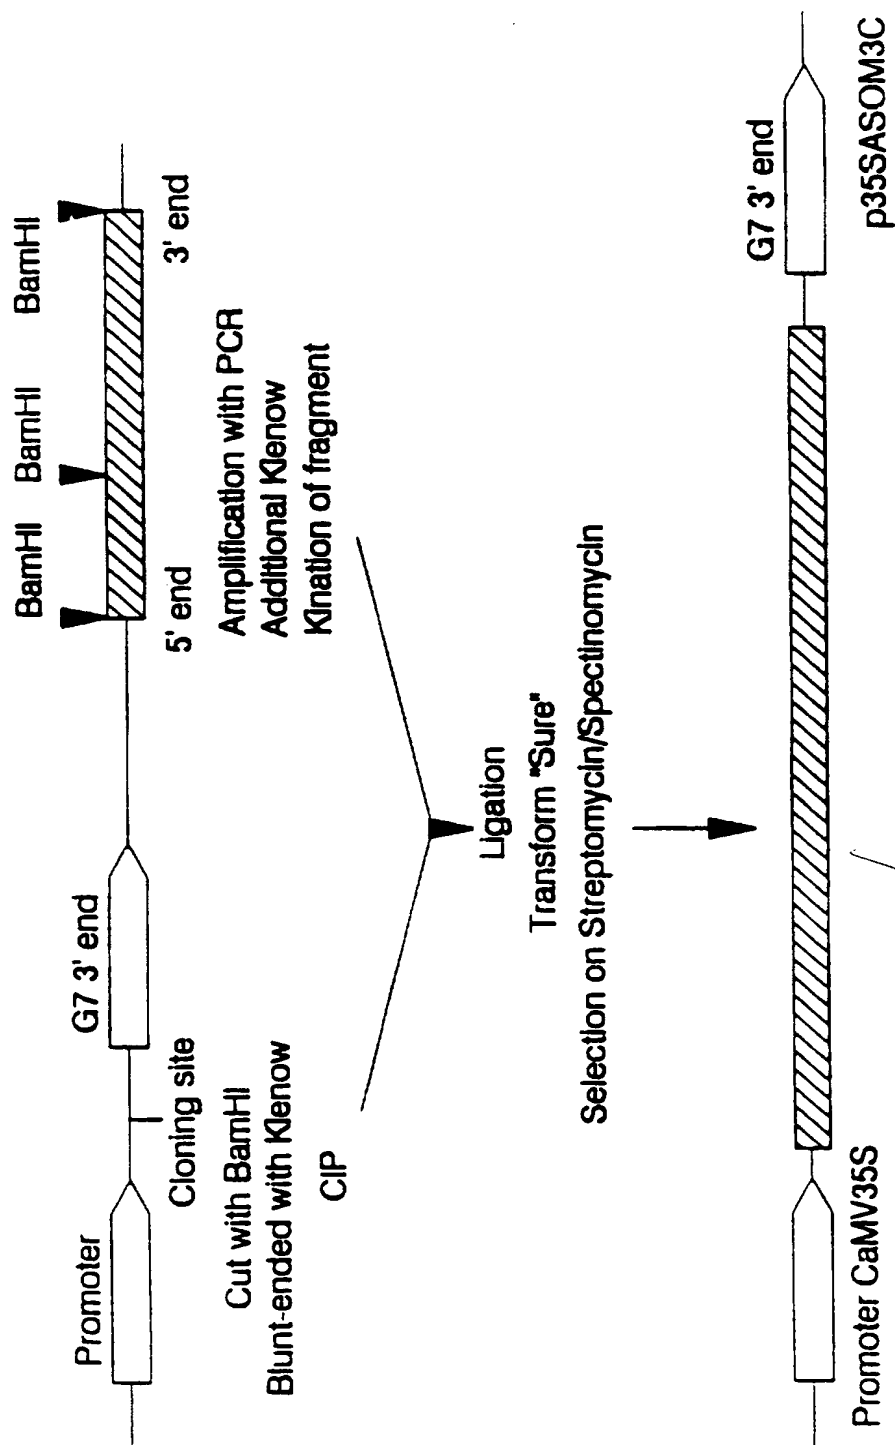 Promoter
Cloning site
G7 3' end
Cut with BamHI
Blunt-ended with Klenow
CIP
BamHI
BamHI
BamHI
5' end
3' end
Amplification with PCR
Additional Klenow
Kination of fragment
Ligation
Transform "Sure"
Selection on Streptomycin/Spectinomycin
Promoter CaMV35S
G7 3' end
p35SASOM3C